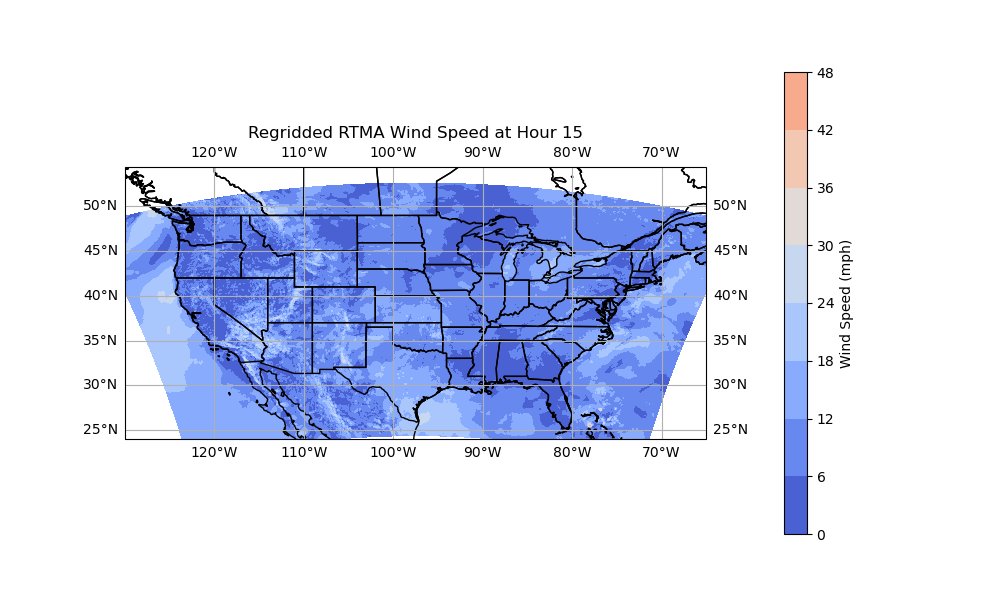 Regridded RTMA Wind Speed at Hour 15
120°W 110°W 100°W 90°W 80°W 70°W
50°N 50°N
45°N 45°N
40°N 40°N
35°N 35°N
30°N 30°N
25°N 25°N
120°W 110°W 100°W 90°W 80°W 70°W
48
42
36
30
24
18
12
6
0
Wind Speed (mph)